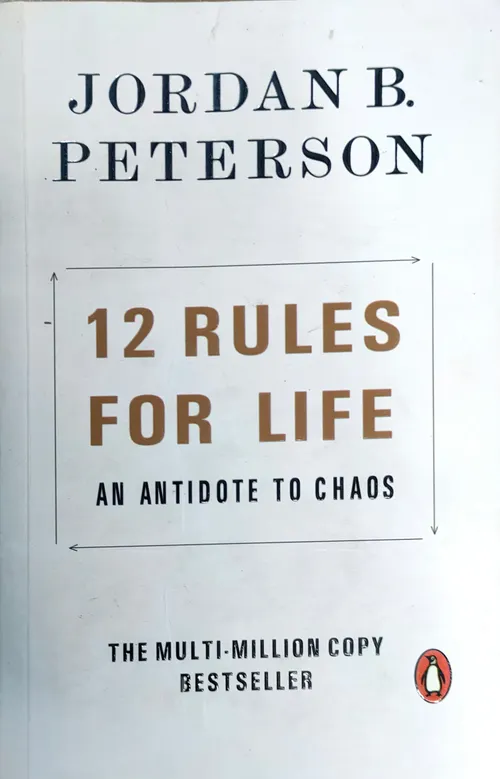 JORDAN B.
PETERSON
12 RULES
FOR LIFE
AN ANTIDOTE TO CHAOS
THE MULTI-MILLION COPY
BESTSELLER